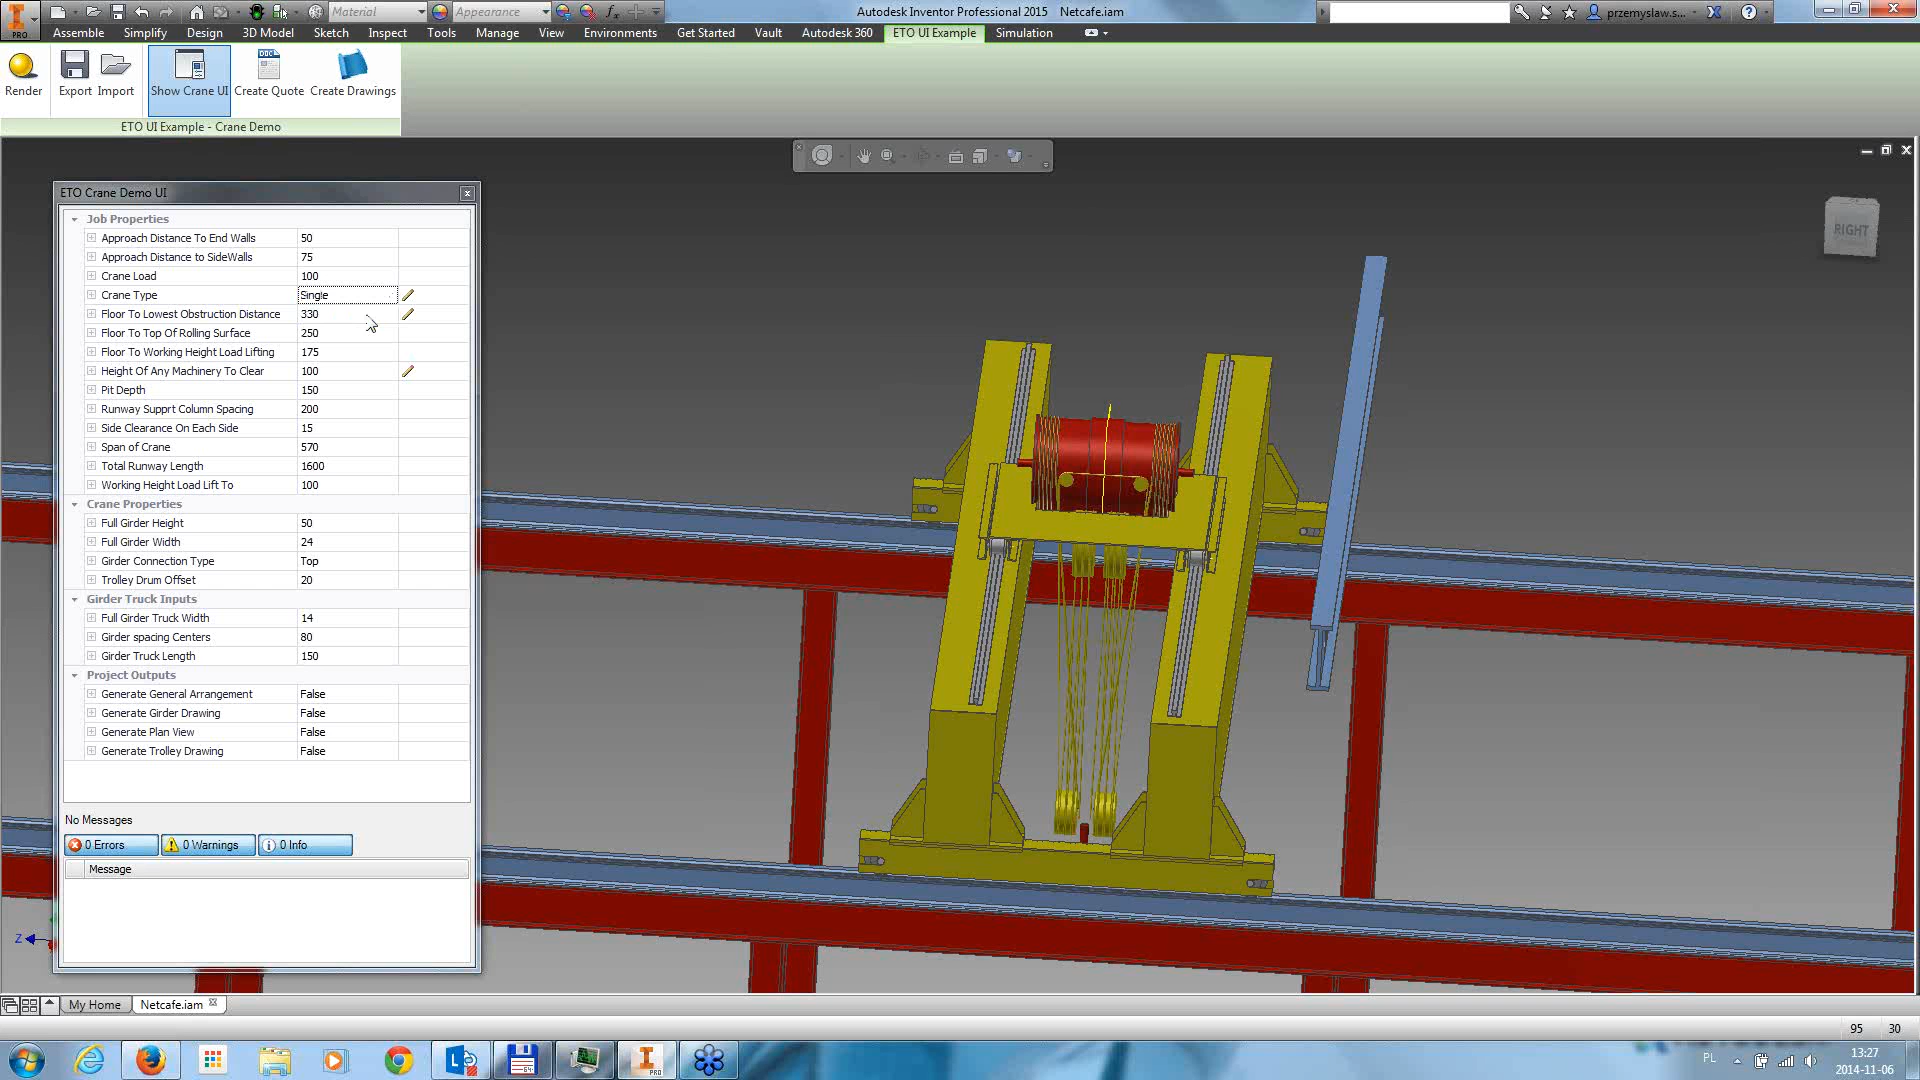 Material
Appearance
Autodesk Inventor Professional 2015 Netcafe.iam
przemyslaw.s...
PRO
Assemble Simplify Design 3D Model Sketch Inspect Tools Manage View Environments Get Started Vault Autodesk 360 ETO UI Example Simulation
Render Export Import Show Crane UI Create Quote Create Drawings
ETO UI Example - Crane Demo
RIGHT
ETO Crane Demo UI
Job Properties
Approach Distance To End Walls 50
Approach Distance to SideWalls 75
Crane Load 100
Crane Type Single
Floor To Lowest Obstruction Distance 330
Floor To Top Of Rolling Surface 250
Floor To Working Height Load Lifting 175
Height Of Any Machinery To Clear 100
Pit Depth 150
Runway Supprt Column Spacing 200
Side Clearance On Each Side 15
Span of Crane 570
Total Runway Length 1600
Working Height Load Lift To 100
Crane Properties
Full Girder Height 50
Full Girder Width 24
Girder Connection Type Top
Trolley Drum Offset 20
Girder Truck Inputs
Full Girder Truck Width 14
Girder spacing Centers 80
Girder Truck Length 150
Project Outputs
Generate General Arrangement False
Generate Girder Drawing False
Generate Plan View False
Generate Trolley Drawing False
No Messages
0 Errors 0 Warnings 0 Info
Message
Z
My Home Netcafe.iam
95 30
PL
13:27
2014-11-06